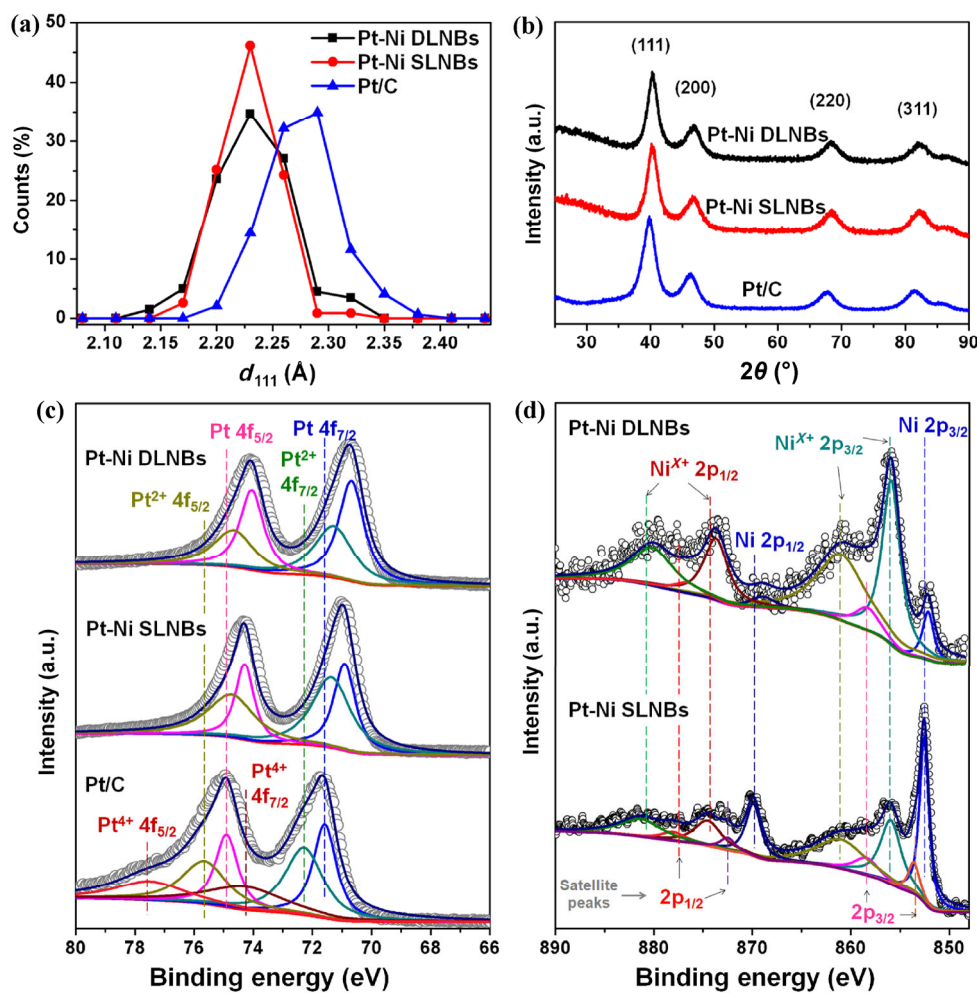 (a)
50
40
30
20
10
0
Counts (%)
Pt-Ni DLNBs
Pt-Ni SLNBs
Pt/C
2.10 2.15 2.20 2.25 2.30 2.35 2.40
d₁₁₁ (Å)
(b)
(111)
(200)
(220)
(311)
Pt-Ni DLNBs
Pt-Ni SLNBs
Pt/C
Intensity (a.u.)
30 40 50 60 70 80 90
2θ (°)
(c)
Pt 4f₅/₂ Pt 4f₇/₂
Pt-Ni DLNBs
Pt²⁺
4f₇/₂
Pt²⁺ 4f₅/₂
Pt-Ni SLNBs
Pt/C
Pt⁴⁺
4f₇/₂
Pt⁴⁺ 4f₅/₂
Intensity (a.u.)
80 78 76 74 72 70 68 66
Binding energy (eV)
(d)
Pt-Ni DLNBs
Niˣ⁺ 2p₃/₂
Ni 2p₃/₂
Niˣ⁺ 2p₁/₂
Ni 2p₁/₂
Pt-Ni SLNBs
Satellite
peaks
2p₁/₂
2p₃/₂
Intensity (a.u.)
890 880 870 860 850
Binding energy (eV)